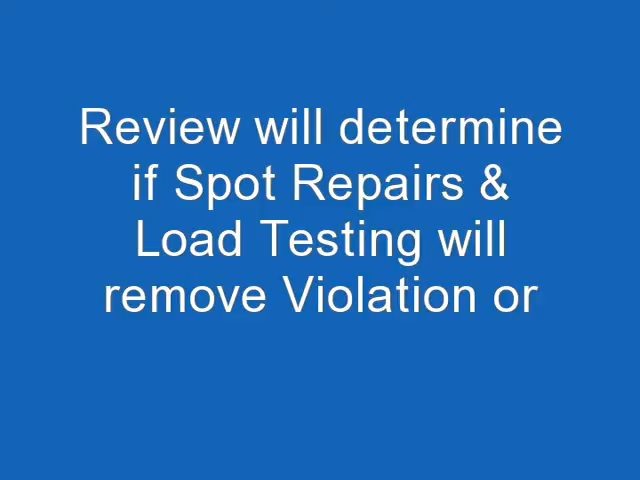 Review will determine
if Spot Repairs &
Load Testing will
remove Violation or